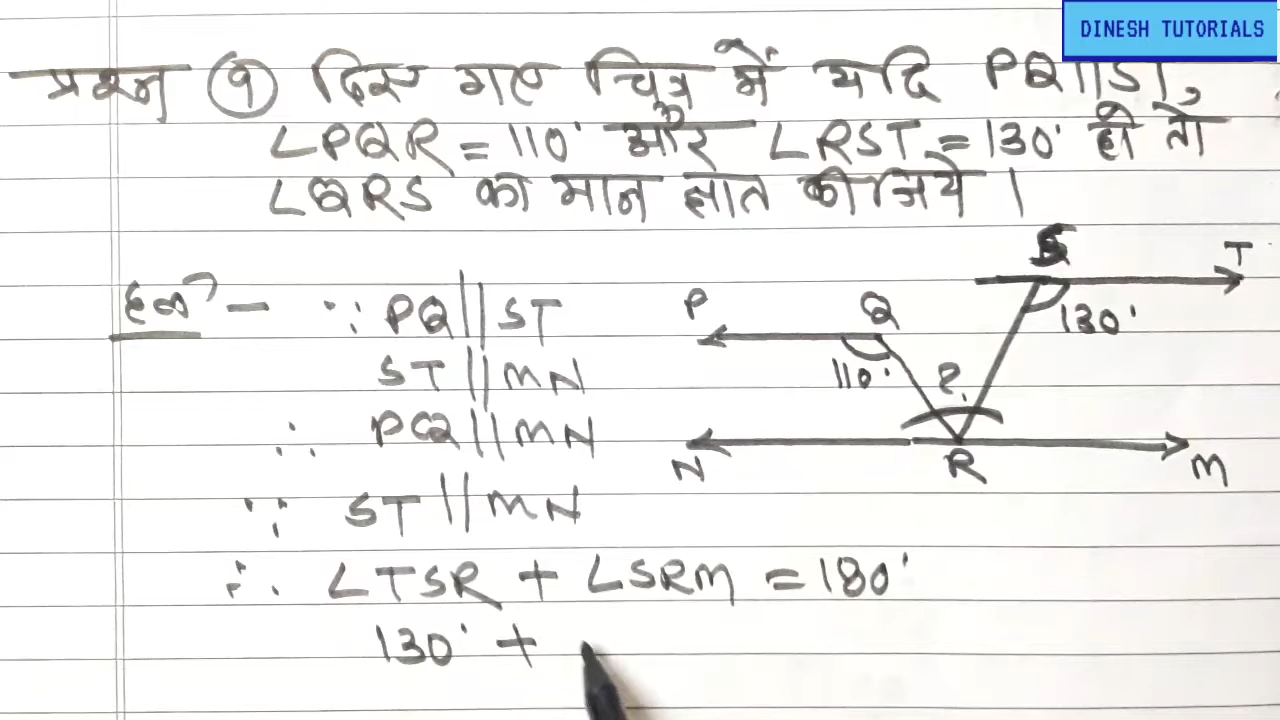 DINESH TUTORIALS
प्रश्न ९ दिए गए चित्र में यदि PQ||ST,
∠PQR = 110° और ∠RST = 130° हो तो
∠QRS का मान ज्ञात कीजिये ।
हल - ∵ PQ||ST
ST||MN
∴ PQ||MN
∵ ST||MN
∴ ∠TSR + ∠SRM = 180°
130° +
S T
P Q 130°
110° ?
N R M